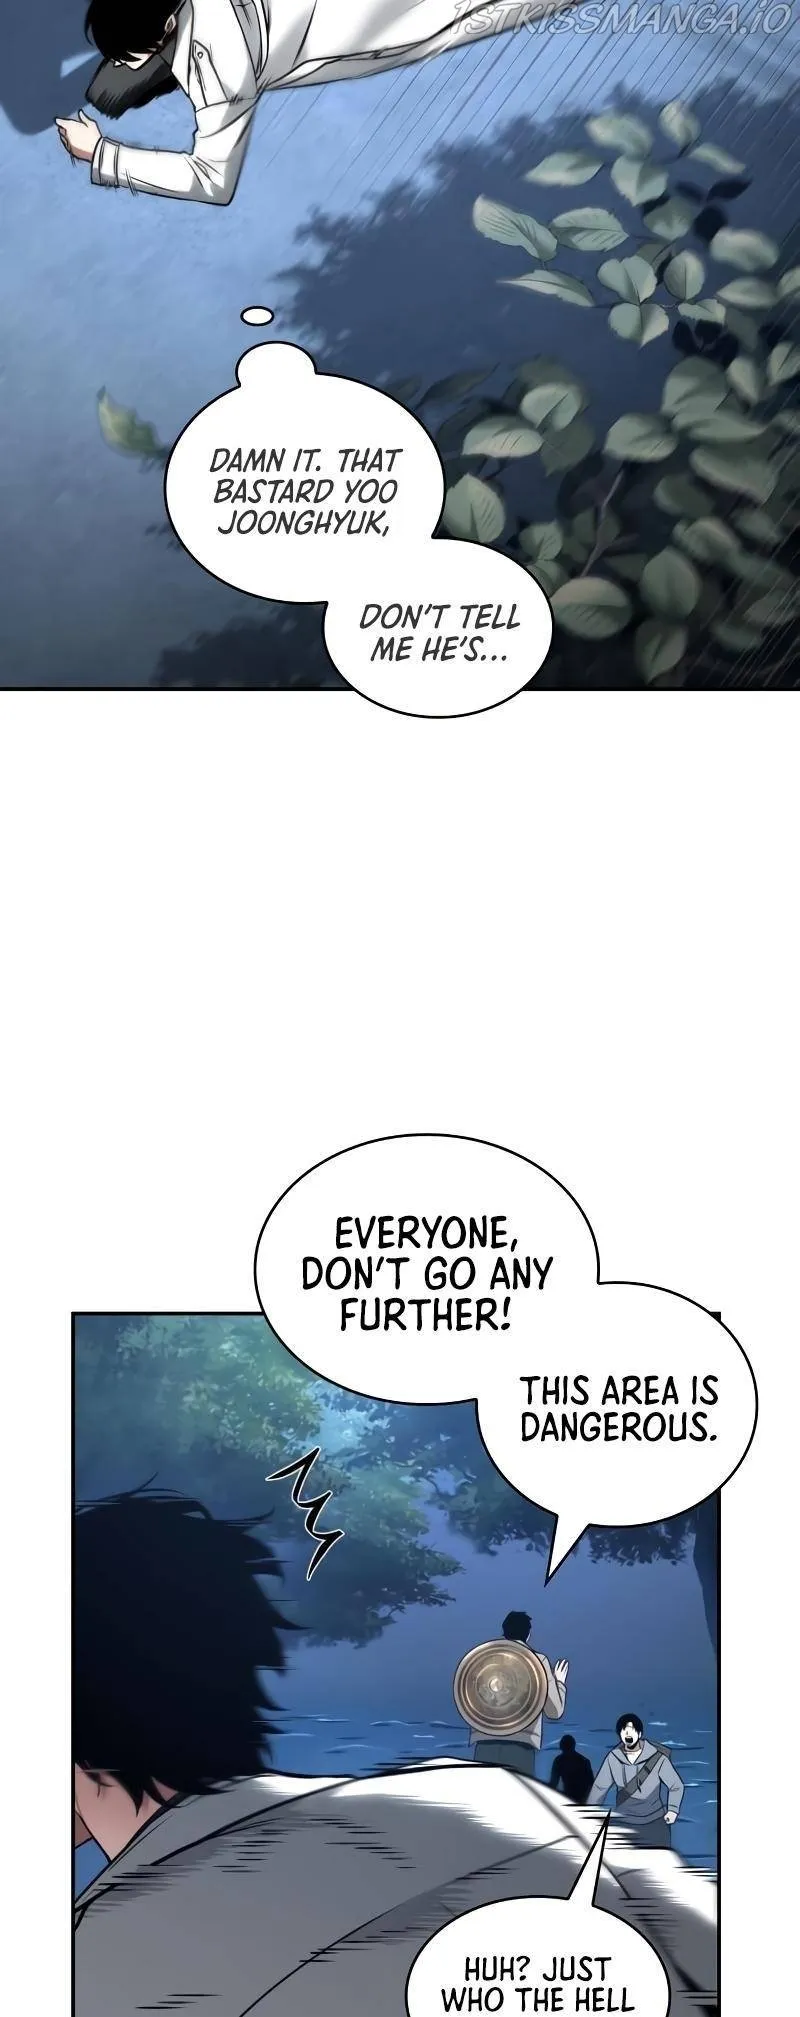 1STKISSMANGA.IO
DAMN IT. THAT
BASTARD YOO
JOONGHYUK,
DON'T TELL
ME HE'S...
EVERYONE,
DON'T GO ANY
FURTHER!
THIS AREA IS
DANGEROUS.
HUH? JUST
WHO THE HELL